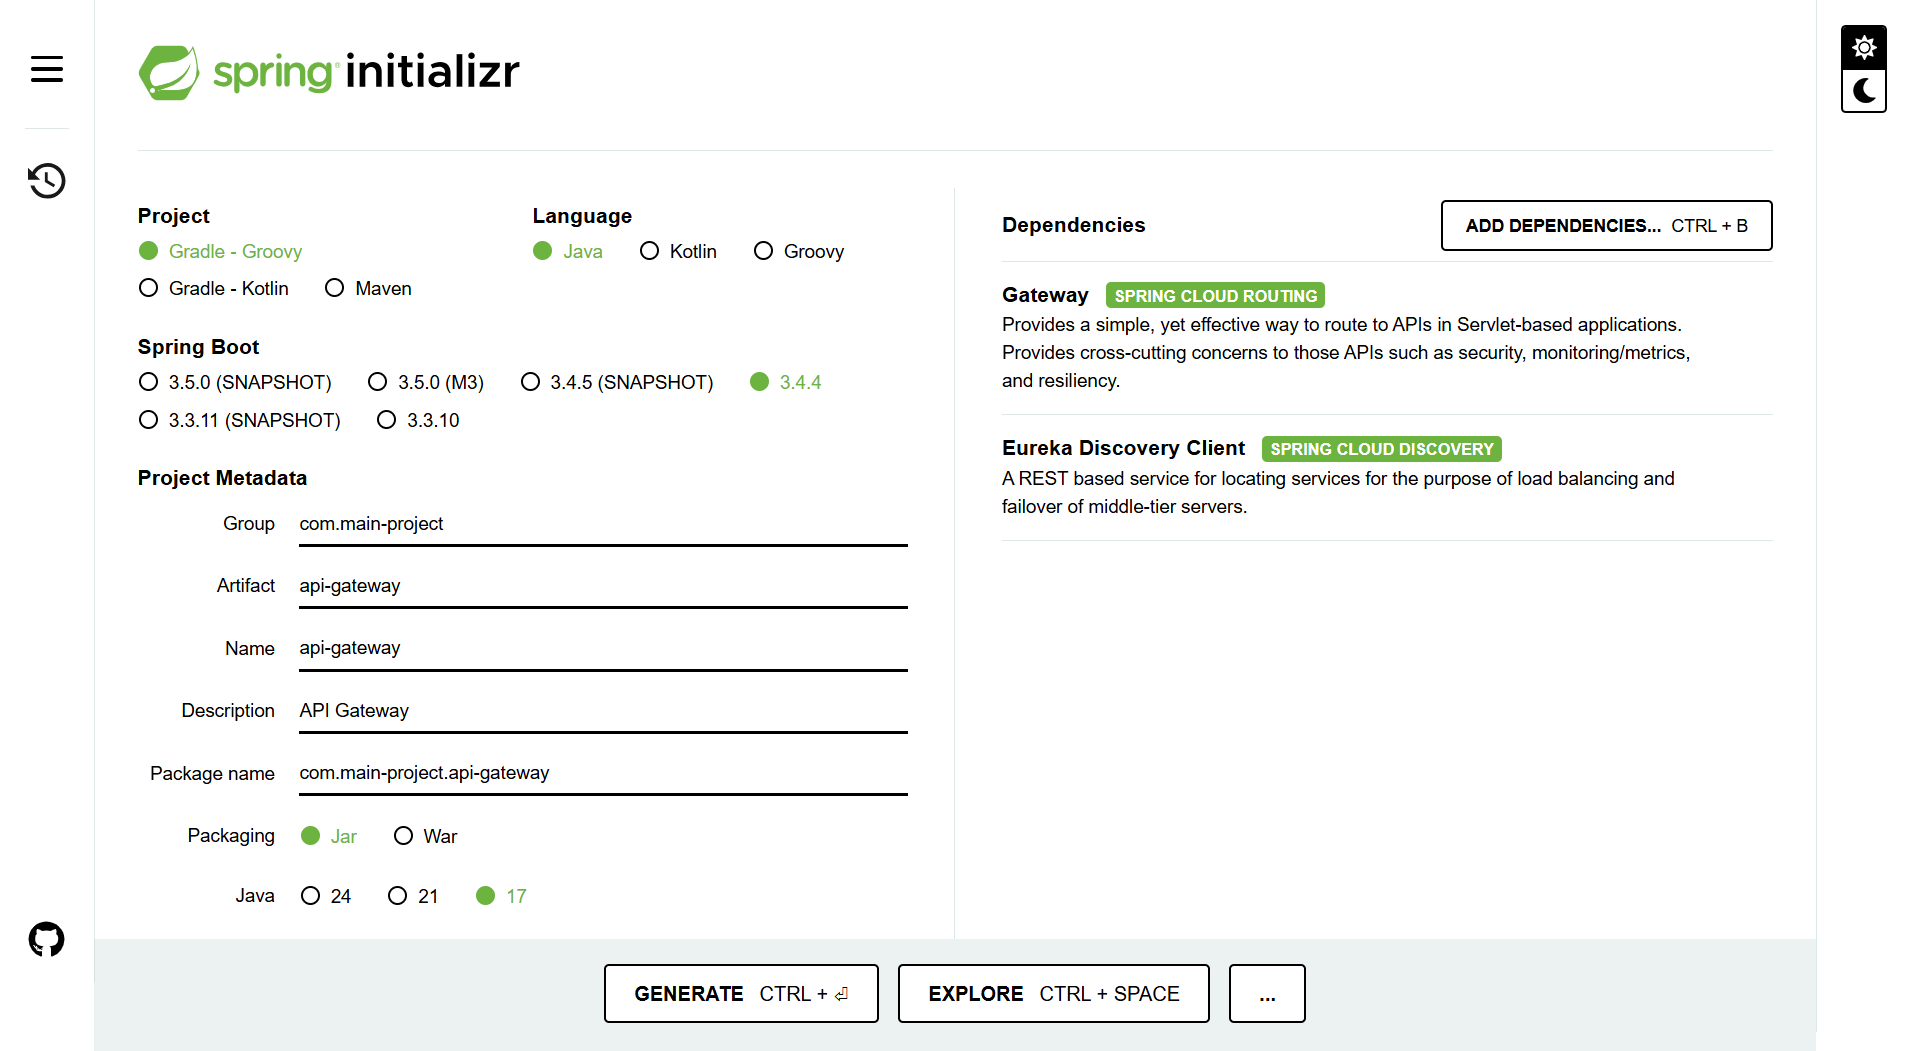 spring initializr
Project
Gradle - Groovy
Gradle - Kotlin Maven
Language
Java Kotlin Groovy
Spring Boot
3.5.0 (SNAPSHOT) 3.5.0 (M3) 3.4.5 (SNAPSHOT) 3.4.4
3.3.11 (SNAPSHOT) 3.3.10
Project Metadata
Group com.main-project
Artifact api-gateway
Name api-gateway
Description API Gateway
Package name com.main-project.api-gateway
Packaging Jar War
Java 24 21 17
Dependencies ADD DEPENDENCIES... CTRL + B
Gateway SPRING CLOUD ROUTING
Provides a simple, yet effective way to route to APIs in Servlet-based applications.
Provides cross-cutting concerns to those APIs such as security, monitoring/metrics,
and resiliency.
Eureka Discovery Client SPRING CLOUD DISCOVERY
A REST based service for locating services for the purpose of load balancing and
failover of middle-tier servers.
GENERATE CTRL + ⏎ EXPLORE CTRL + SPACE ...